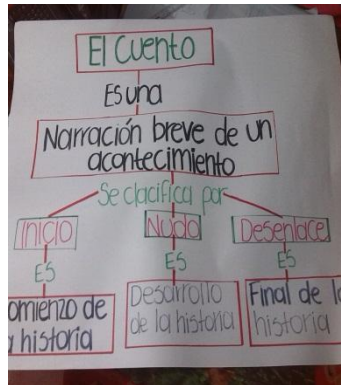 El Cuento
Es una
Narración breve de un
acontecimiento
Se clacifica por
Inicio Nudo Desenlace
ES ES ES
omienzo de Desarrollo Final de l
historia de la historia historia